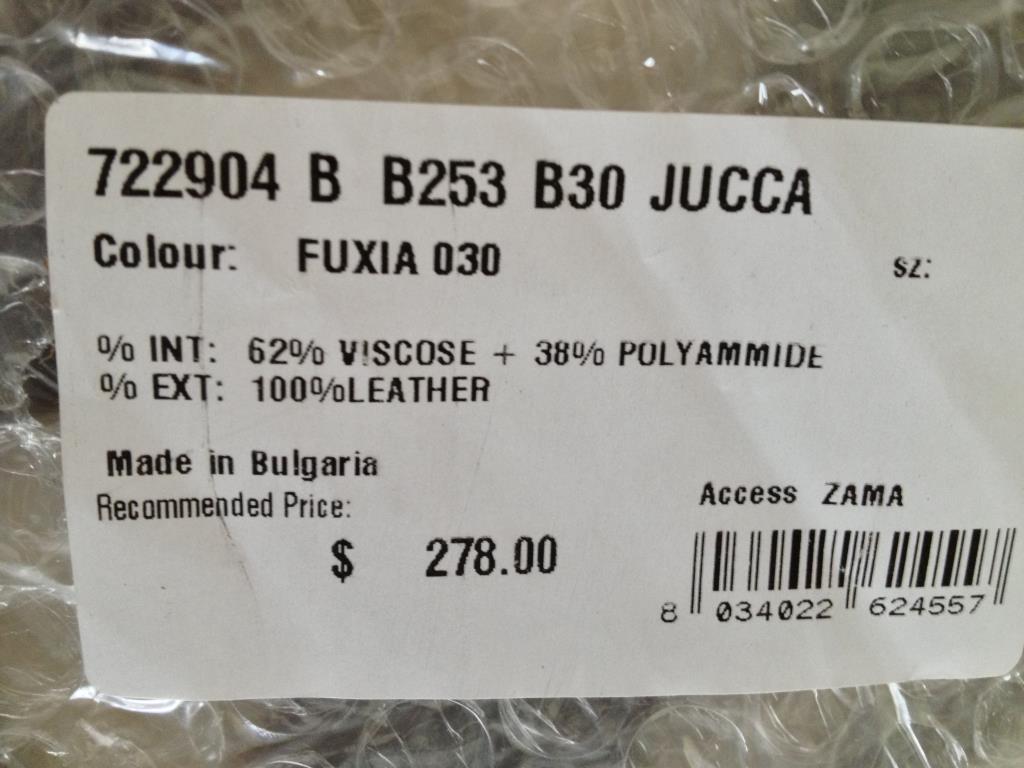 722904 B B253 B30 JUCCA
Colour: FUXIA 030 sz:
% INT: 62% VISCOSE + 38% POLYAMMIDE
% EXT: 100%LEATHER
Made in Bulgaria
Recommended Price:
$ 278.00
Access ZAMA
8 034022 624557